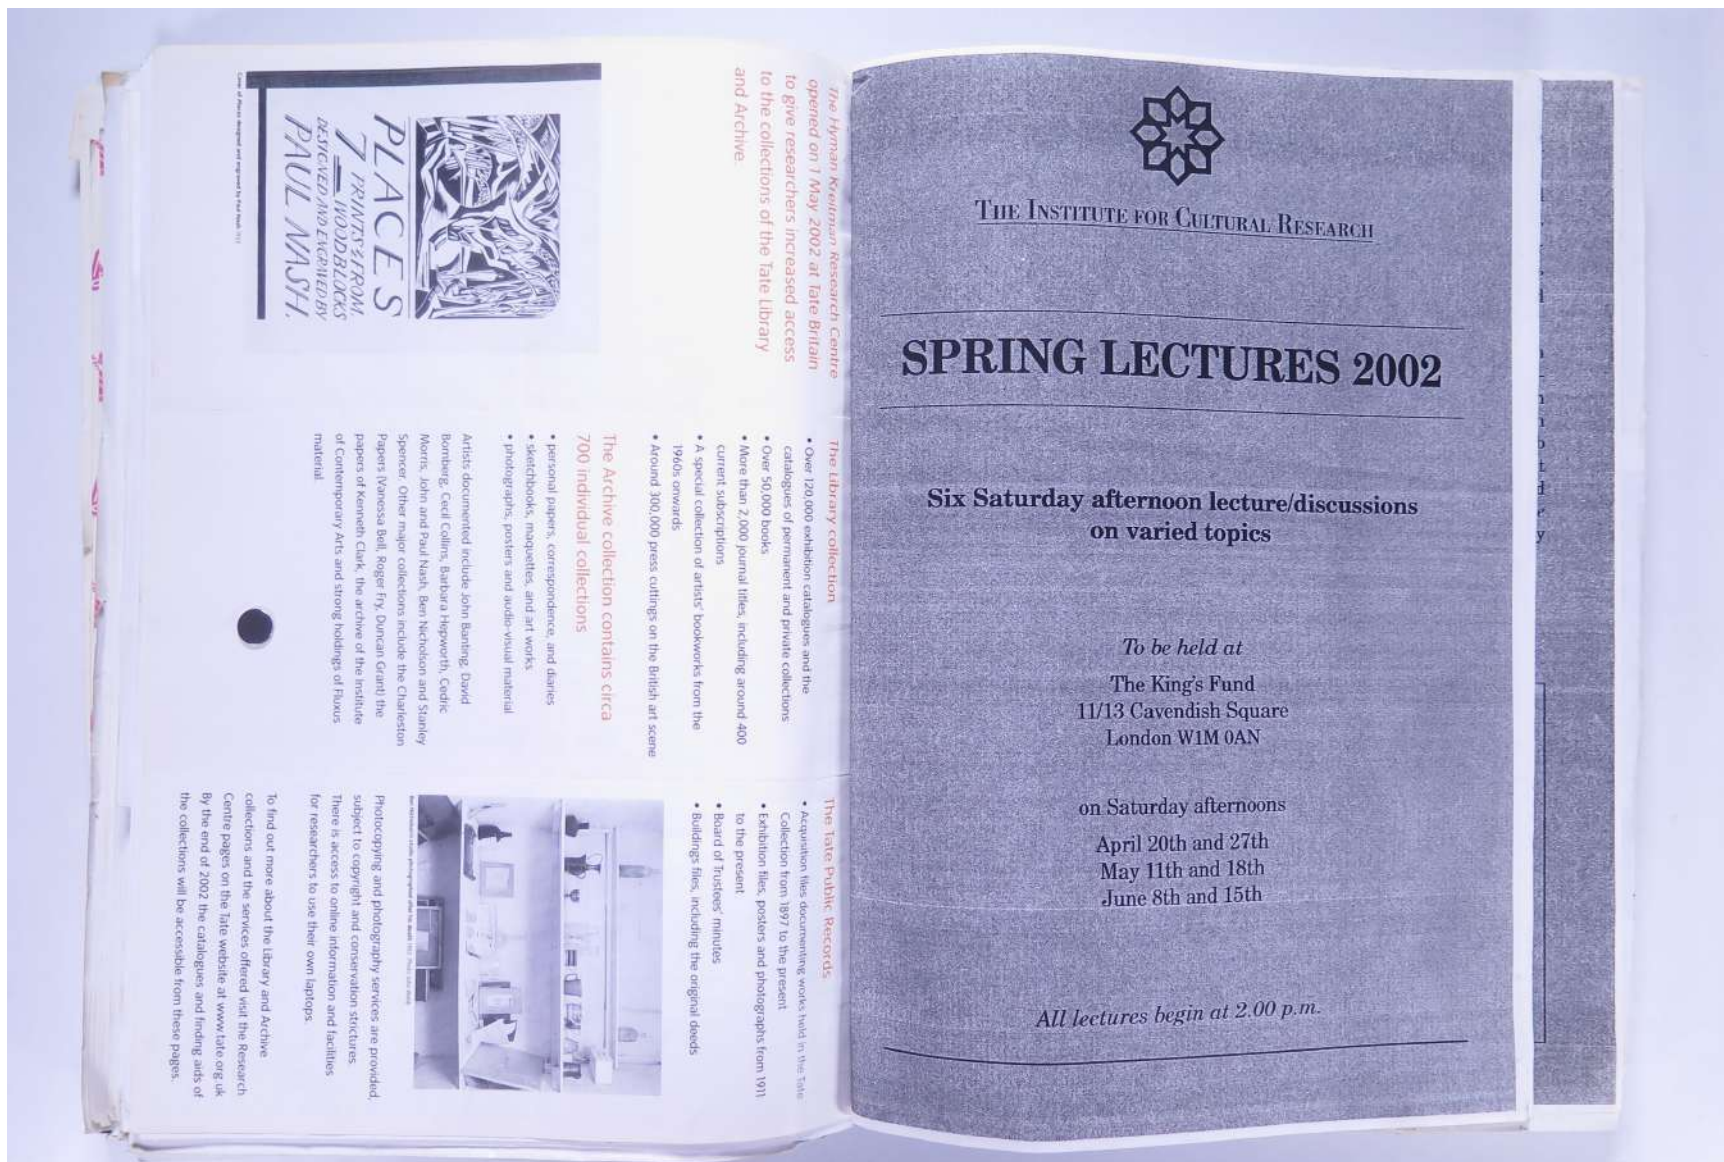 The Hyman Kreitman Research Centre
opened on 1 May 2002 at Tate Britain
to give researchers increased access
to the collections of the Tate Library
and Archive.
PLACES
7 PRINTS FROM
WOODBLOCKS
DESIGNED AND ENGRAVED BY
PAUL NASH.
Cover of Places designed and engraved by Paul Nash
The Library collection
• Over 120,000 exhibition catalogues and the
catalogues of permanent and private collections
• Over 50,000 books
• More than 2,000 journal titles, including around 400
current subscriptions
• A special collection of artists' bookworks from the
1960s onwards
• Around 300,000 press cuttings on the British art scene
The Archive collection contains circa
700 individual collections
• personal papers, correspondence, and diaries
• sketchbooks, maquettes, and art works
• photographs, posters and audio-visual material
Artists documented include John Banting, David
Bomberg, Cecil Collins, Barbara Hepworth, Cedric
Morris, John and Paul Nash, Ben Nicholson and Stanley
Spencer. Other major collections include the Charleston
Papers (Vanessa Bell, Roger Fry, Duncan Grant) the
papers of Kenneth Clark, the archive of the Institute
of Contemporary Arts and strong holdings of Fluxus
material.
The Tate Public Records
• Acquisition files documenting works held in the Tate
Collection from 1897 to the present
• Exhibition files, posters and photographs from 1911
to the present
• Board of Trustees' minutes
• Buildings files, including the original deeds
Photocopying and photography services are provided,
subject to copyright and conservation strictures.
There is access to online information and facilities
for researchers to use their own laptops.
To find out more about the Library and Archive
collections and the services offered visit the Research
Centre pages on the Tate website at www.tate.org.uk
By the end of 2002 the catalogues and finding aids of
the collections will be accessible from these pages.
THE INSTITUTE FOR CULTURAL RESEARCH
SPRING LECTURES 2002
Six Saturday afternoon lecture/discussions
on varied topics
To be held at
The King's Fund
11/13 Cavendish Square
London W1M 0AN
on Saturday afternoons
April 20th and 27th
May 11th and 18th
June 8th and 15th
All lectures begin at 2.00 p.m.